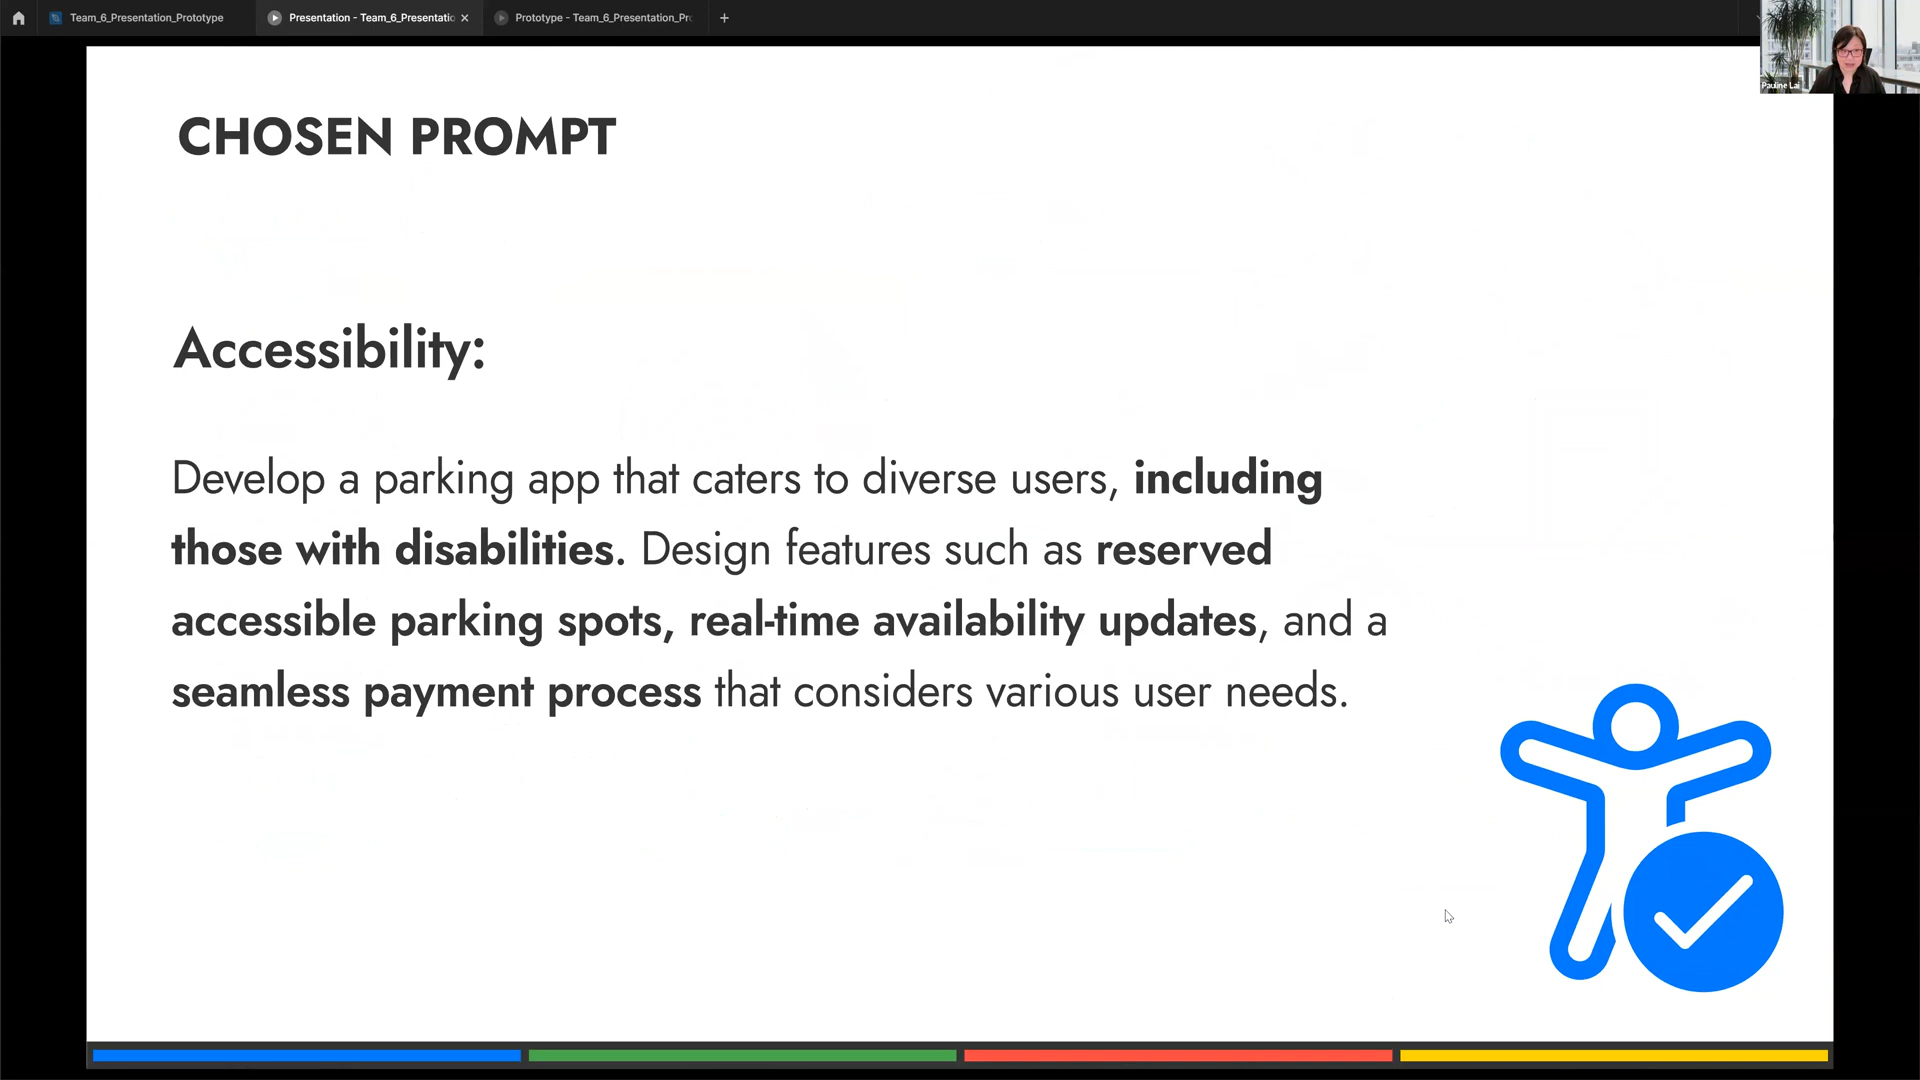 Team_6_Presentation_Prototype
Presentation - Team_6_Presentatio
Prototype - Team_6_Presentation_Pr
Pauline Lai
CHOSEN PROMPT
Accessibility:
Develop a parking app that caters to diverse users, including
those with disabilities. Design features such as reserved
accessible parking spots, real-time availability updates, and a
seamless payment process that considers various user needs.